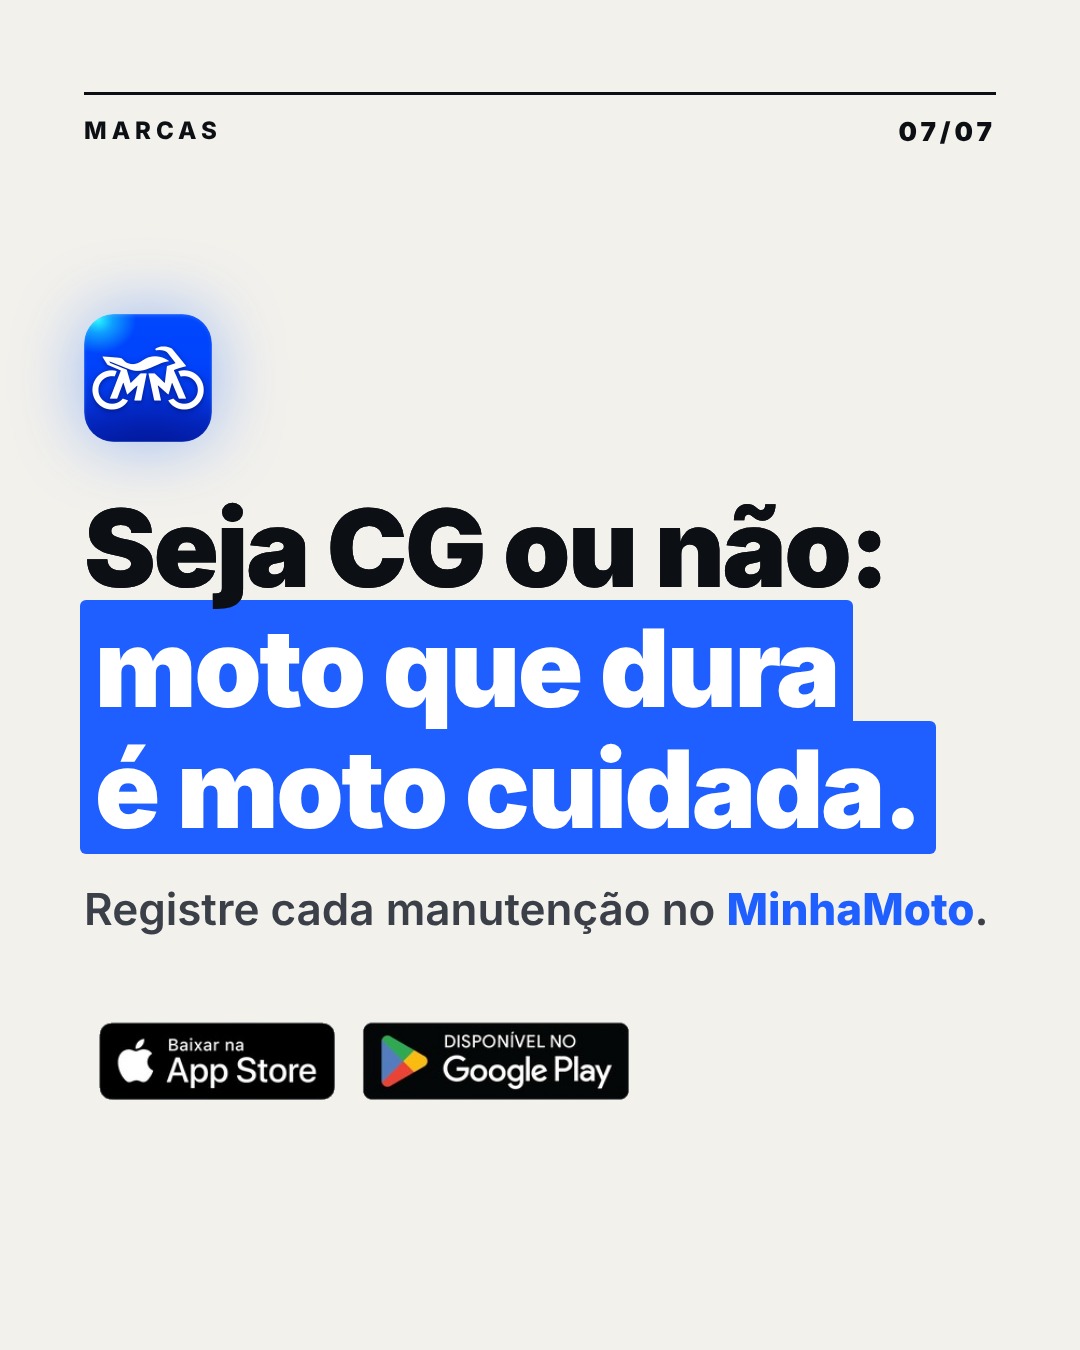 MARCAS
07/07
MM
Seja CG ou não:
moto que dura
é moto cuidada.
Registre cada manutenção no MinhaMoto.
Baixar na
App Store
DISPONÍVEL NO
Google Play